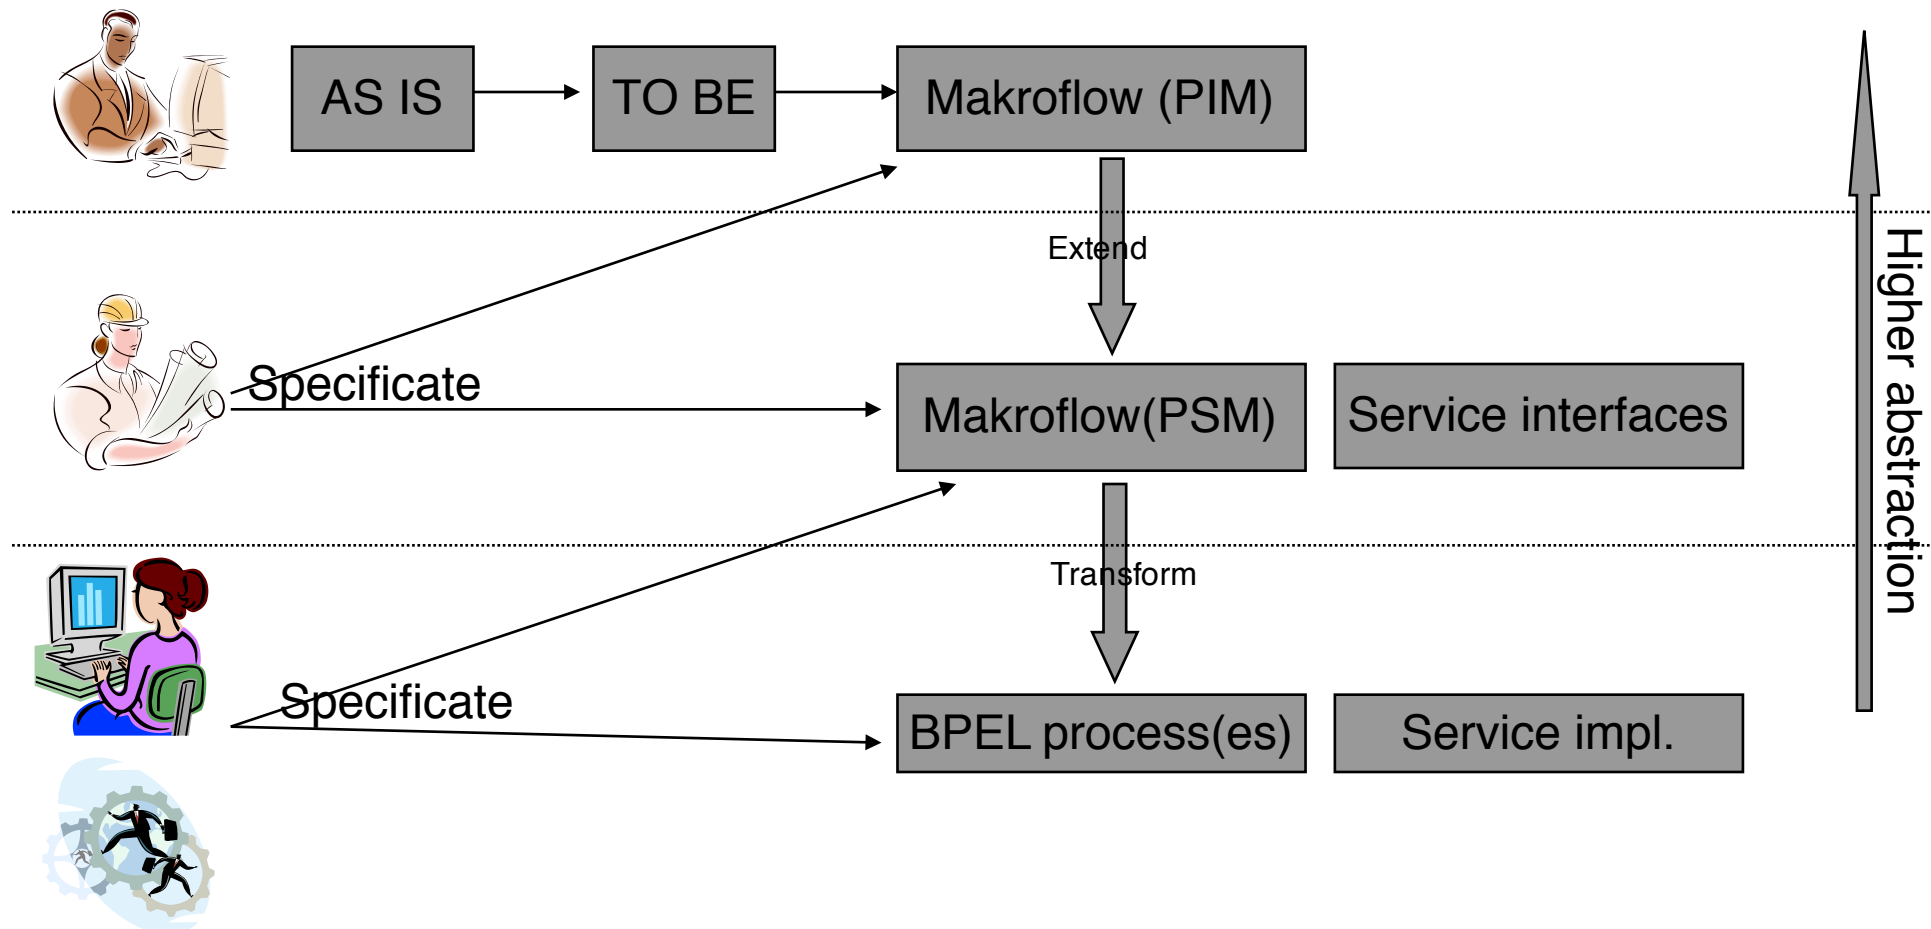 AS IS
TO BE
Makroflow (PIM)
Extend
Specificate
Makroflow(PSM)
Service interfaces
Higher abstraction
Transform
Specificate
BPEL process(es)
Service impl.